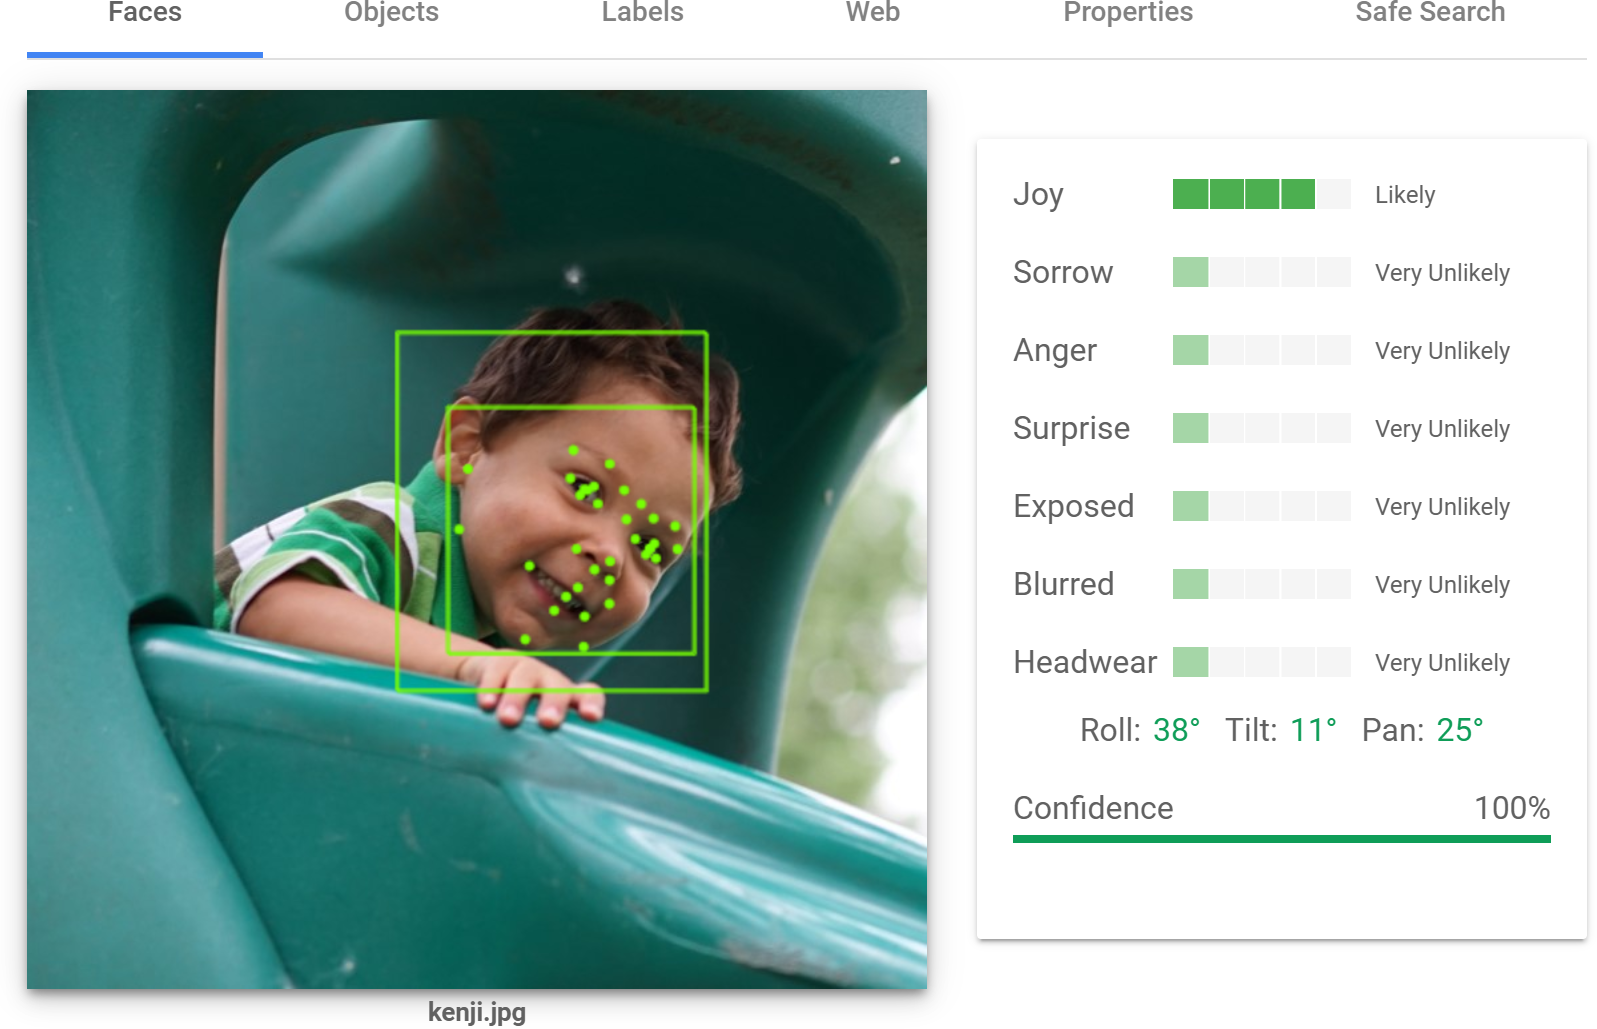 Faces Objects Labels Web Properties Safe Search
Joy Likely
Sorrow Very Unlikely
Anger Very Unlikely
Surprise Very Unlikely
Exposed Very Unlikely
Blurred Very Unlikely
Headwear Very Unlikely
Roll: 38° Tilt: 11° Pan: 25°
Confidence 100%
kenji.jpg